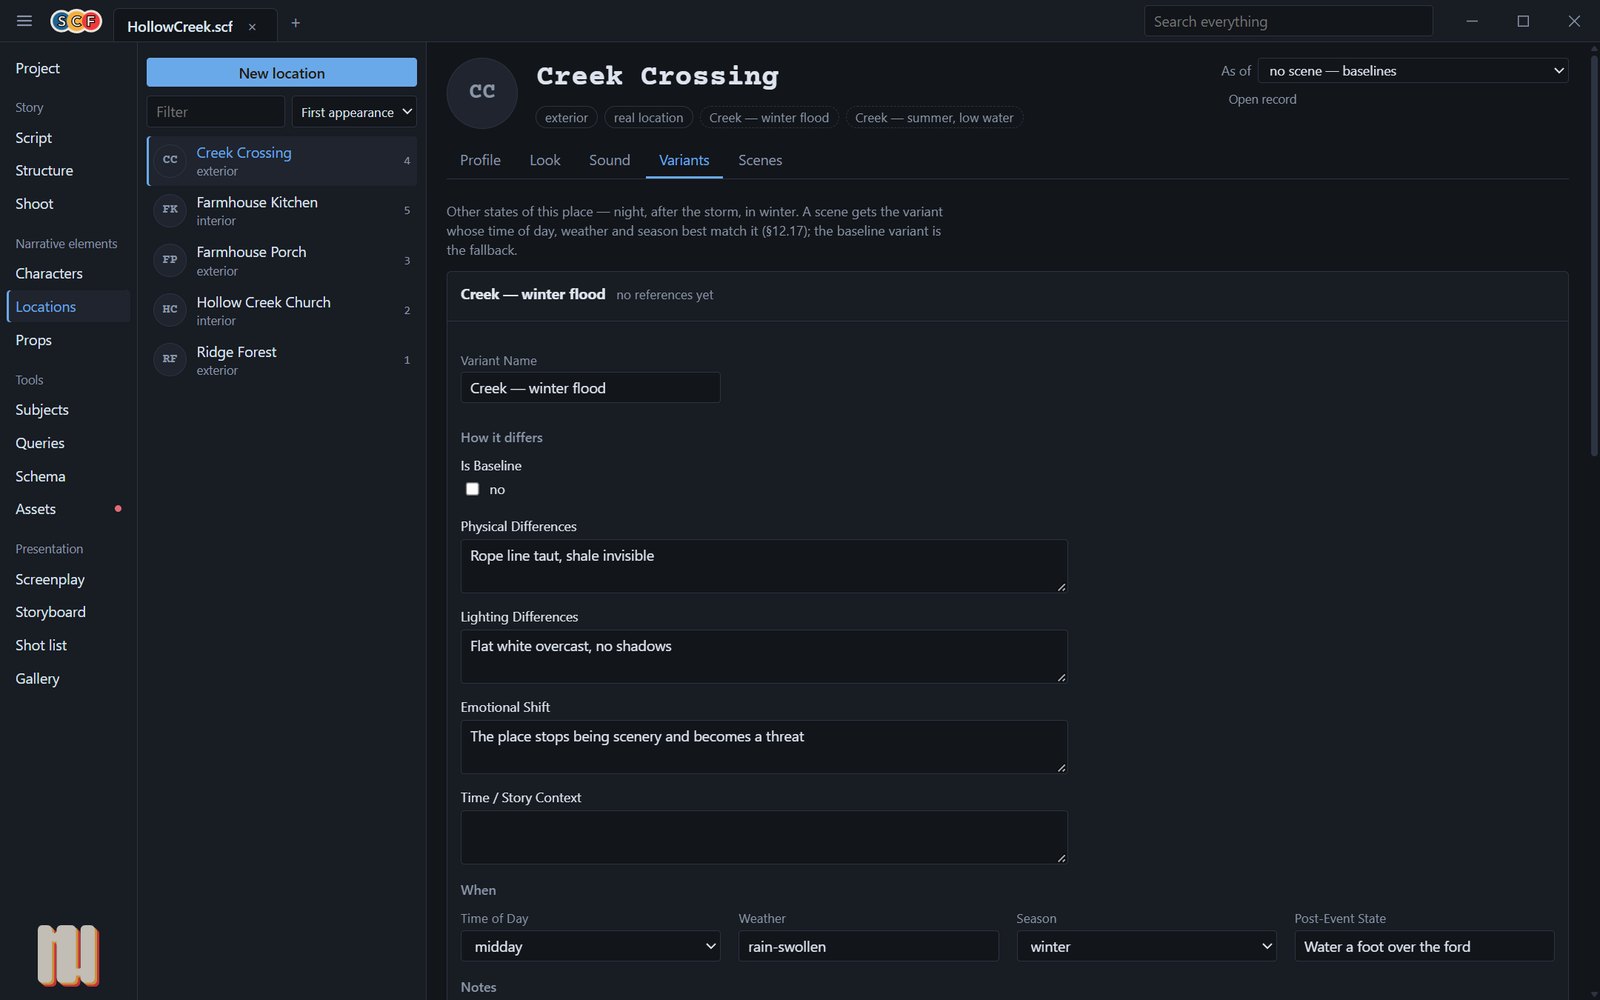 SCF
HollowCreek.scf
Search everything
Project
Story
Script
Structure
Shoot
Narrative elements
Characters
Locations
Props
Tools
Subjects
Queries
Schema
Assets
Presentation
Screenplay
Storyboard
Shot list
Gallery
New location
Filter
First appearance
CC
Creek Crossing
4
exterior
FK
Farmhouse Kitchen
5
interior
FP
Farmhouse Porch
3
exterior
HC
Hollow Creek Church
2
interior
RF
Ridge Forest
1
exterior
CC
Creek Crossing
As of
no scene — baselines
Open record
exterior
real location
Creek — winter flood
Creek — summer, low water
Profile
Look
Sound
Variants
Scenes
Other states of this place — night, after the storm, in winter. A scene gets the variant
whose time of day, weather and season best match it (§12.17); the baseline variant is
the fallback.
Creek — winter flood
no references yet
Variant Name
Creek — winter flood
How it differs
Is Baseline
no
Physical Differences
Rope line taut, shale invisible
Lighting Differences
Flat white overcast, no shadows
Emotional Shift
The place stops being scenery and becomes a threat
Time / Story Context
When
Time of Day
Weather
Season
Post-Event State
midday
rain-swollen
winter
Water a foot over the ford
Notes